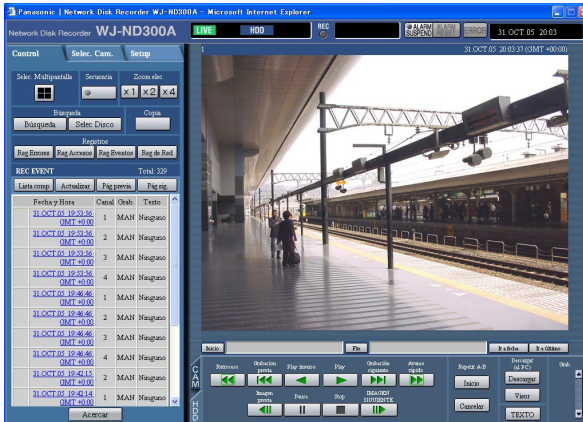 Panasonic | Network Disk Recorder WJ-ND300A - Microsoft Internet Explorer
Network Disk Recorder WJ-ND300A
LIVE HDD REC ALARM SUSPEND ALARM RESET ERROR 31.OCT.05 20:03
Control Selec. Cam. Setup
1 31.OCT.05 20:03:37 (GMT +00:00)
Selec. Multipantalla Secuencia Zoom elec.
x1 x2 x4
Búsqueda Copia
Búsqueda Selec Disco
Registros
Reg Errores Reg Accesos Reg Eventos Reg de Red
REC EVENT Total: 329
Lista comp Actualizar Pág previa Pág sig.
Fecha y Hora Canal Grab. Texto
31.OCT.05 19:53:56 GMT +0:00 1 MAN Ninguno
31.OCT.05 19:53:56 GMT +0:00 2 MAN Ninguno
31.OCT.05 19:53:56 GMT +0:00 3 MAN Ninguno
31.OCT.05 19:53:56 GMT +0:00 4 MAN Ninguno
31.OCT.05 19:46:46 GMT +0:00 1 MAN Ninguno
31.OCT.05 19:46:46 GMT +0:00 2 MAN Ninguno
31.OCT.05 19:46:46 GMT +0:00 3 MAN Ninguno
31.OCT.05 19:46:46 GMT +0:00 4 MAN Ninguno
31.OCT.05 19:42:15 GMT +0:00 2 MAN Ninguno
31.OCT.05 19:42:14 GMT +0:00 1 MAN Ninguno
Acercar
Inicio Fin Ir a fecha Ir a último
CAM
HDD
Retroceso Grabacion previa Play inverso Play Grabación siguiente Avance rápido
Imagen previa Pausa Stop IMAGEN SIGUIENTE
Repetir A-B
Inicio
Cancelar
Descargar (al PC)
Descargar
Visor
TEXTO
Grab.